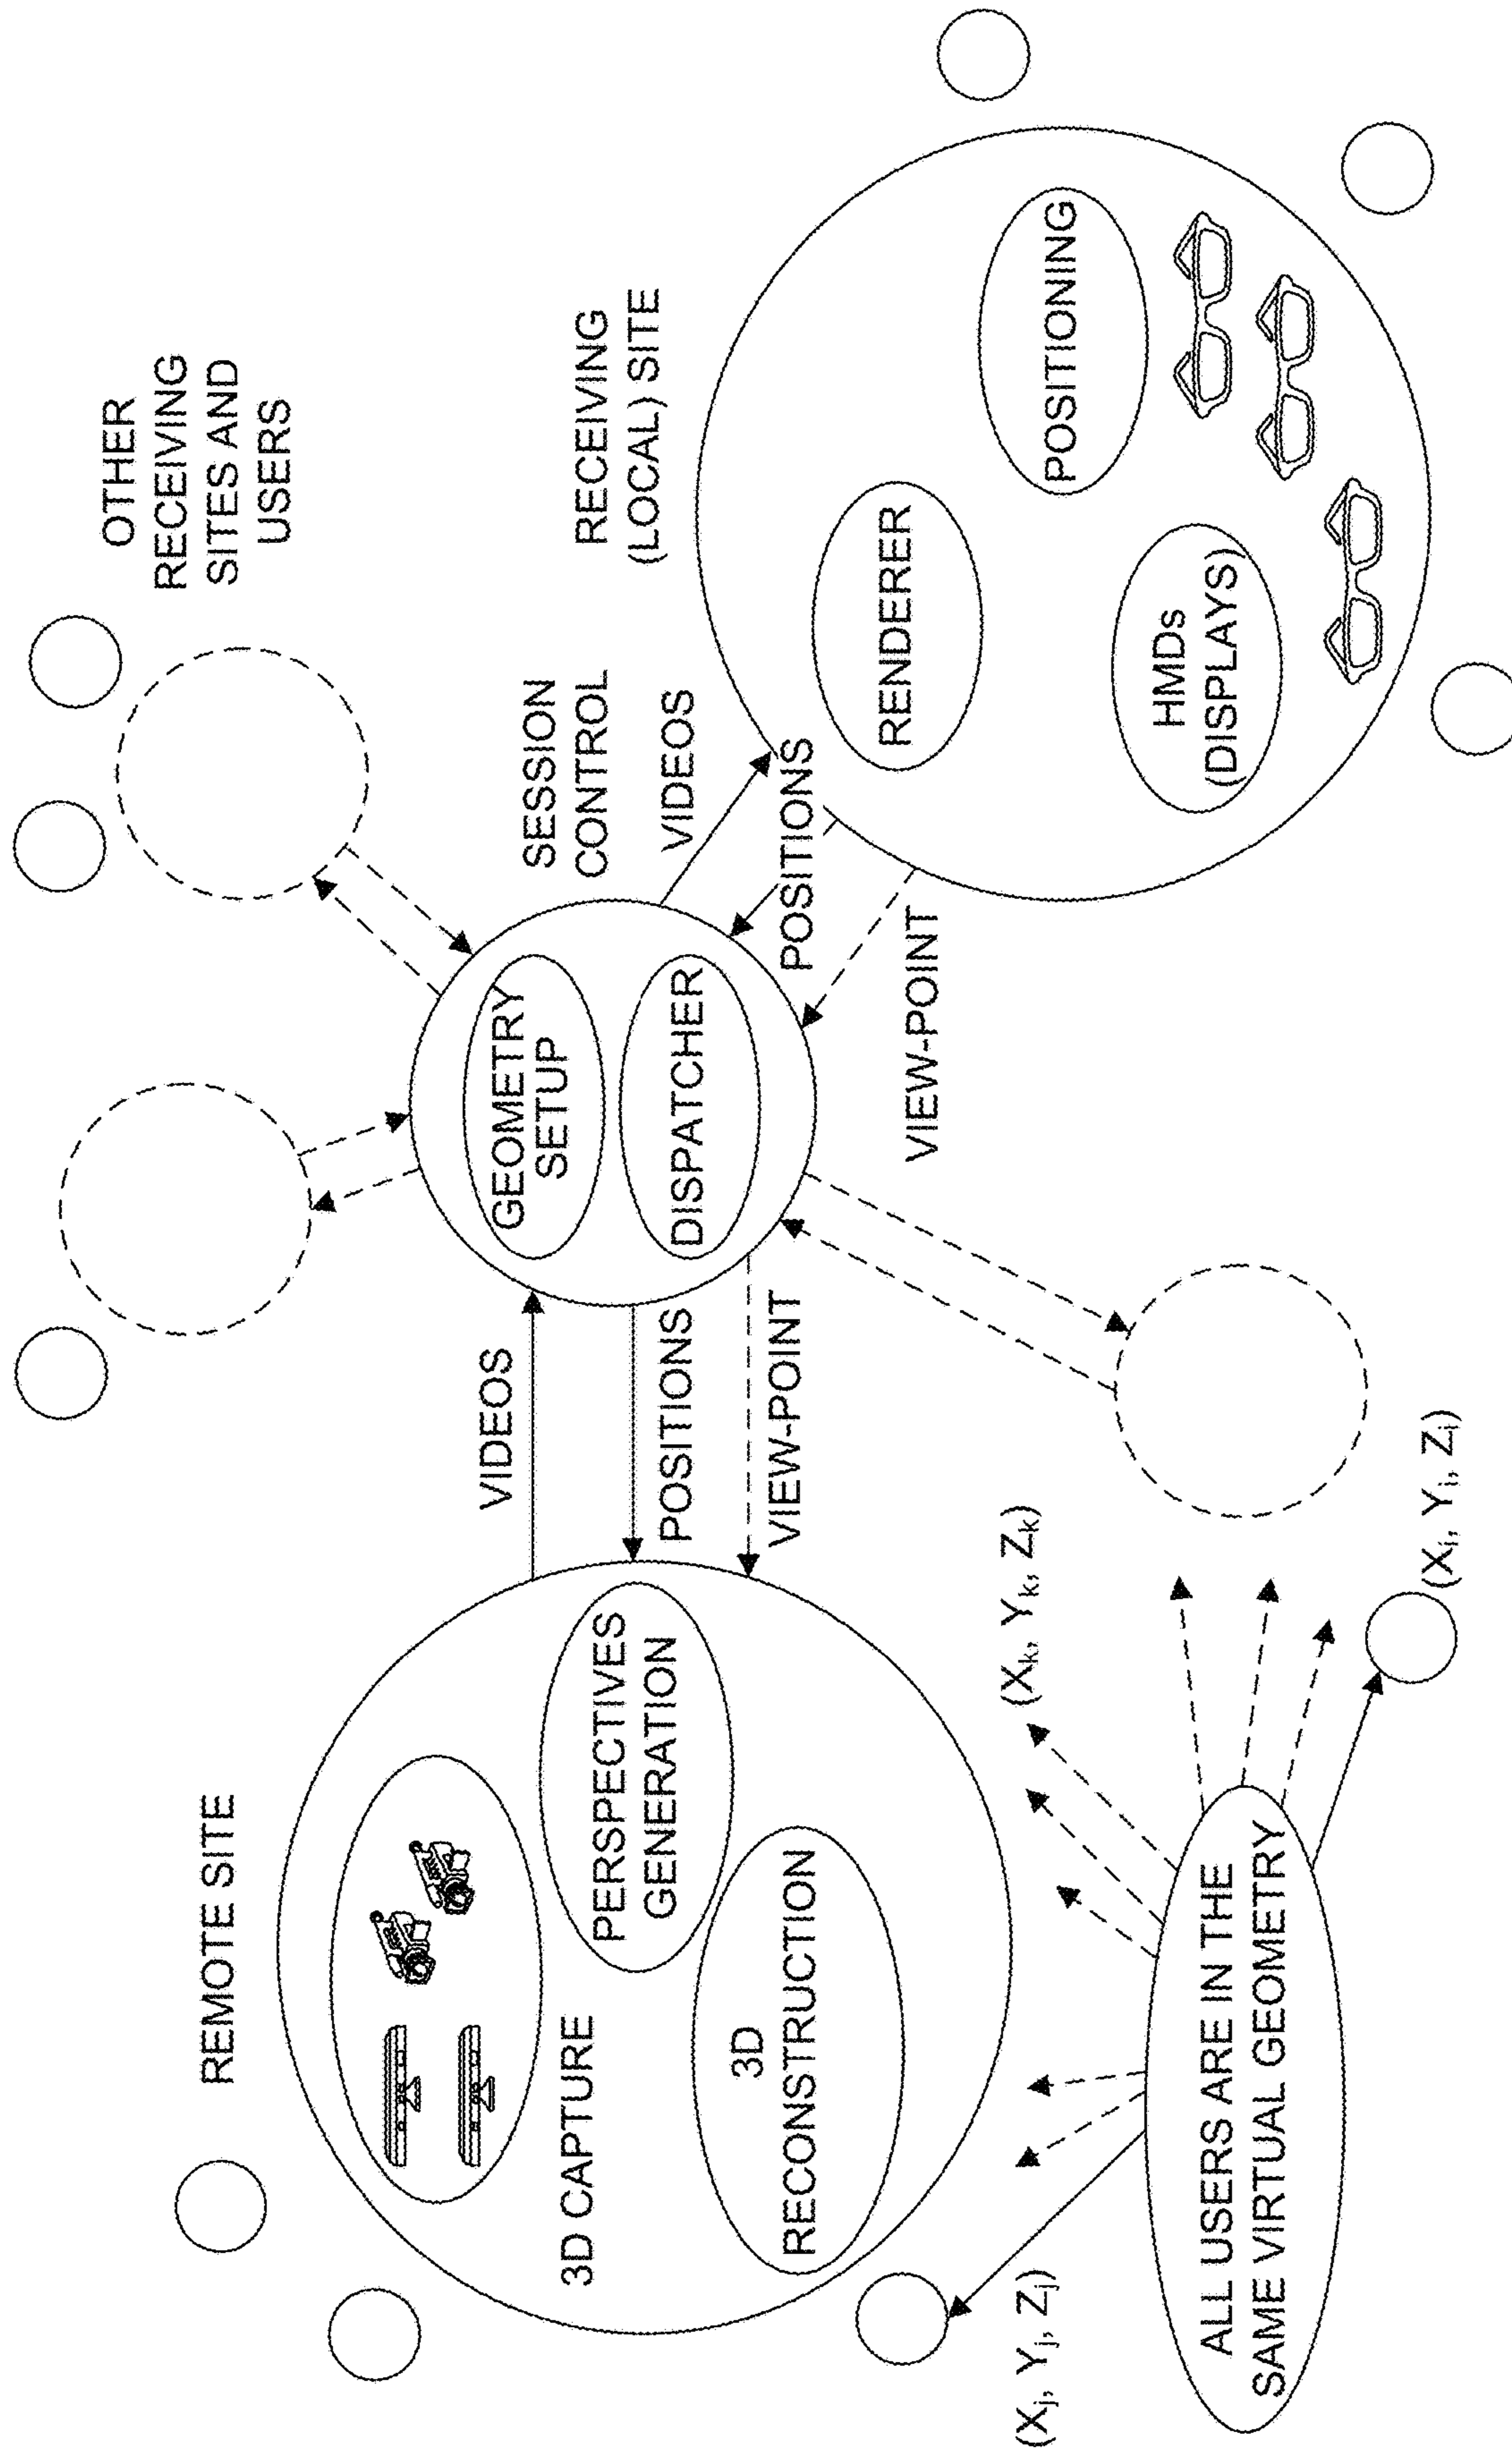 OTHER
RECEIVING
SITES AND
USERS
REMOTE SITE
3D CAPTURE
PERSPECTIVES
GENERATION
3D
RECONSTRUCTION
VIDEOS
POSITIONS
VIEW-POINT
SESSION
CONTROL
GEOMETRY
SETUP
DISPATCHER
VIDEOS
POSITIONS
VIEW-POINT
RECEIVING
(LOCAL) SITE
RENDERER
POSITIONING
HMDs
(DISPLAYS)
(Xj, Yj, Zj)
(Xk, Yk, Zk)
(Xi, Yi, Zi)
ALL USERS ARE IN THE
SAME VIRTUAL GEOMETRY